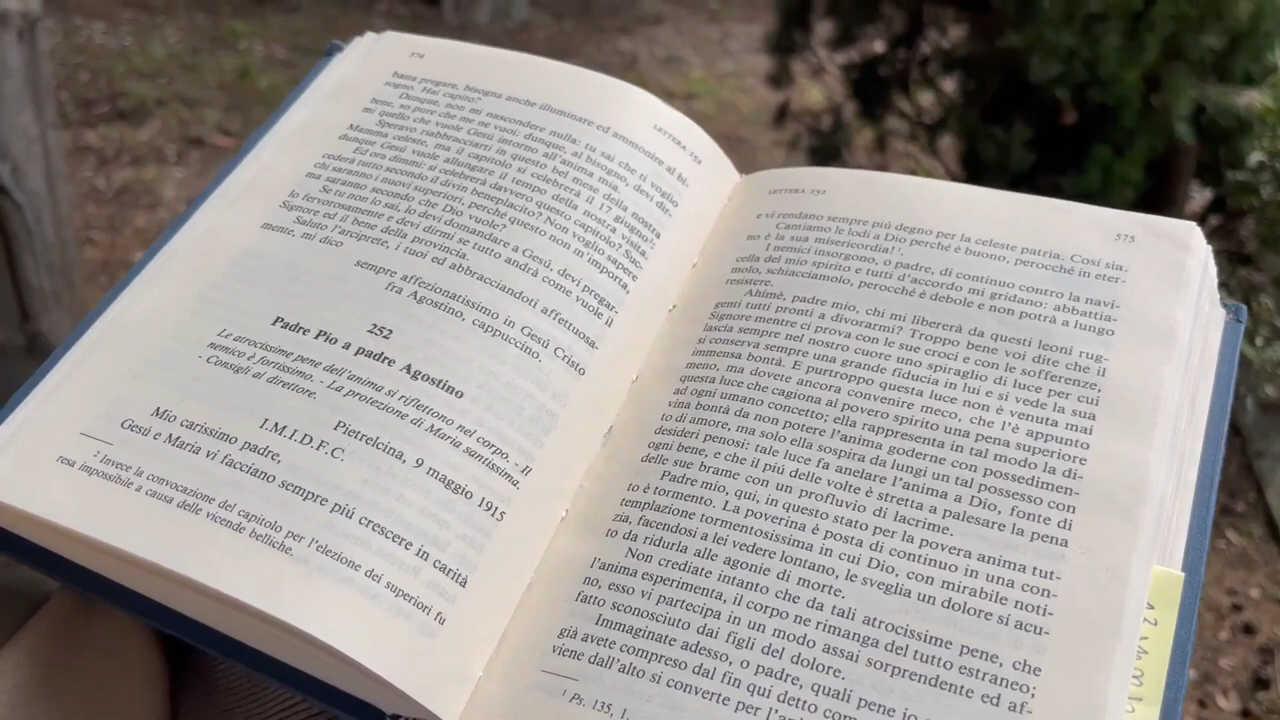 574
LETTERA 252
basta pregare, bisogna anche illuminare ed ammonire al bi-
sogno. Hai capito?
Dunque, non mi nascondere nulla: tu sai che ti voglio
bene, so pure che me ne vuoi: dunque, al bisogno, devi dir-
mi quello che vuole Gesú intorno all'anima mia.
Speravo riabbracciarti in questo bel mese della nostra
Mamma celeste, ma il capitolo si celebrerà il 17 giugno²:
dunque Gesú vuole allungare il tempo della nostra visita.
Ed ora dimmi: si celebrerà davvero questo capitolo? Suc-
cederà tutto secondo il divin beneplacito? Non voglio sapere
chi saranno i nuovi superiori, perché questo non m'importa,
ma saranno secondo che Dio vuole?
Se tu non lo sai, lo devi domandare a Gesú, devi pregar-
lo fervorosamente e devi dirmi se tutto andrà come vuole il
Signore ed il bene della provincia.
Saluto l'arciprete, i tuoi ed abbracciandoti affettuosa-
mente, mi dico
sempre affezionatissimo in Gesú Cristo
fra Agostino, cappuccino.
252
Padre Pio a padre Agostino
Le atrocissime pene dell'anima si riflettono nel corpo. - Il
nemico è fortissimo. - La protezione di Maria santissima.
- Consigli al direttore.
Pietrelcina, 9 maggio 1915
I.M.I.D.F.C.
Mio carissimo padre,
Gesú e Maria vi facciano sempre piú crescere in carità
² Invece la convocazione del capitolo per l'elezione dei superiori fu
resa impossibile a causa delle vicende belliche.
LETTERA 252
575
e vi rendano sempre piú degno per la celeste patria. Cosí sia.
Cantiamo le lodi a Dio perché è buono, perocché in eter-
no è la sua misericordia! ¹.
I nemici insorgono, o padre, di continuo contro la navi-
cella del mio spirito e tutti d'accordo mi gridano: abbattia-
molo, schiacciamolo, perocché è debole e non potrà a lungo
resistere.
Ahimè, padre mio, chi mi libererà da questi leoni rug-
genti tutti pronti a divorarmi? Troppo bene voi dite che il
Signore mentre ci prova con le sue croci e con le sofferenze,
lascia sempre nel nostro cuore uno spiraglio di luce per cui
si conserva sempre una grande fiducia in lui e si vede la sua
immensa bontà. E purtroppo questa luce non è venuta mai
meno, ma dovete ancora convenire meco, che l'è appunto
questa luce che cagiona al povero spirito una pena superiore
ad ogni umano concetto; ella rappresenta in tal modo la di-
vina bontà da non potere l'anima goderne con possedimen-
to di amore, ma solo ella sospira da lungi un tal possesso con
desideri penosi: tale luce fa anelare l'anima a Dio, fonte di
ogni bene, e che il piú delle volte è stretta a palesare la pena
delle sue brame con un profluvio di lacrime.
Padre mio, qui, in questo stato per la povera anima tut-
to è tormento. La poverina è posta di continuo in una con-
templazione tormentosissima in cui Dio, con mirabile noti-
zia, facendosi a lei vedere lontano, le sveglia un dolore sí acu-
to da ridurla alle agonie di morte.
Non crediate intanto che da tali atrocissime pene, che
l'anima esperimenta, il corpo ne rimanga del tutto estraneo;
no, esso vi partecipa in un modo assai sorprendente ed af-
fatto sconosciuto dai figli del dolore.
Immaginate adesso, o padre, quali pene io
già avete compreso dal fin qui detto com
viene dall'alto si converte per l'
¹ Ps. 135, 1.